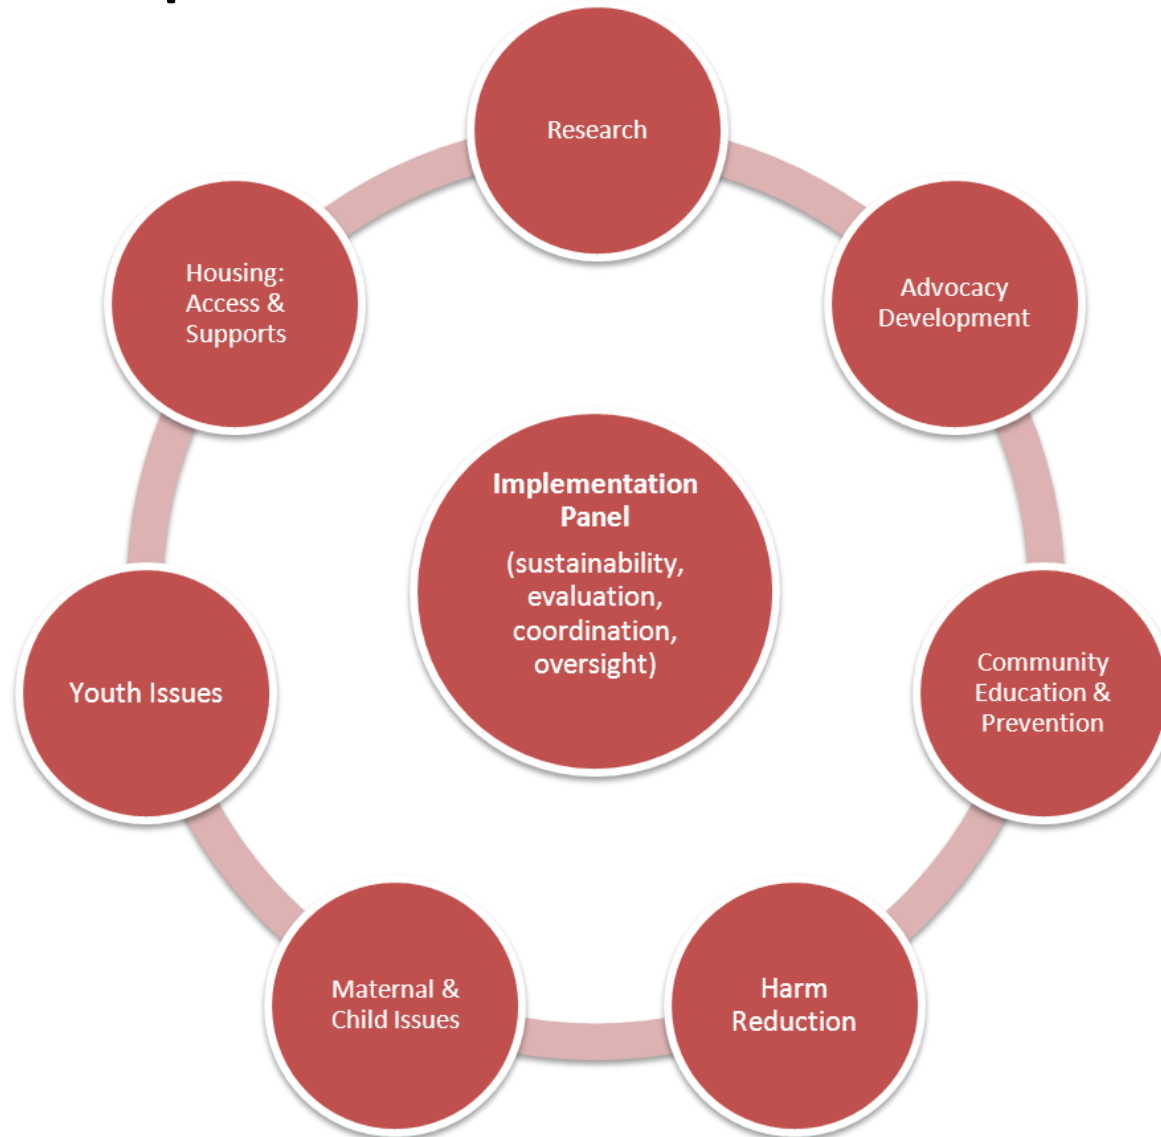 Research
Housing:
Access &
Supports
Advocacy
Development
Implementation
Panel
(sustainability,
evaluation,
coordination,
oversight)
Youth Issues
Community
Education &
Prevention
Maternal &
Child Issues
Harm
Reduction